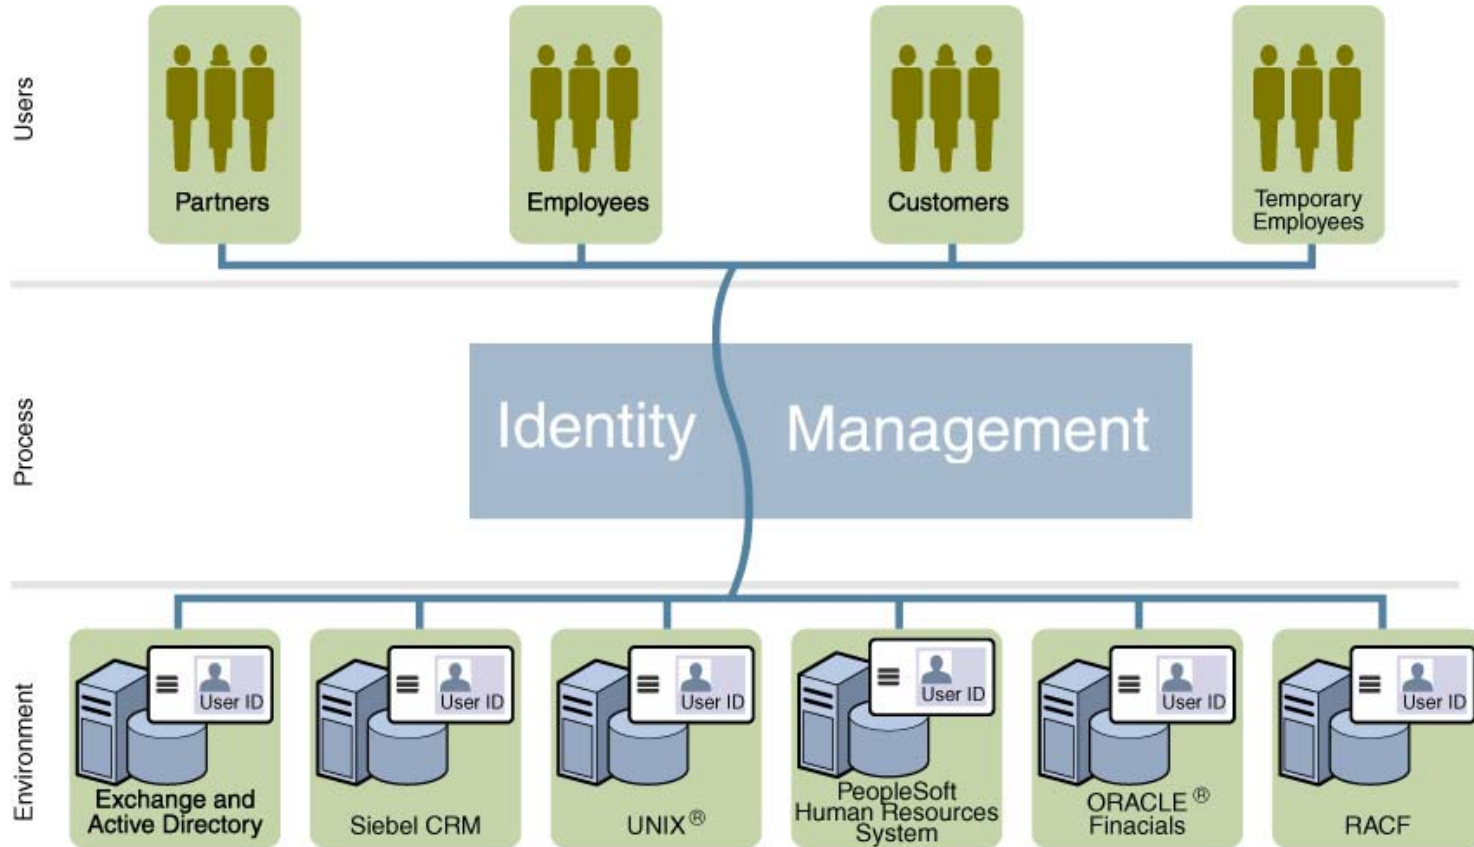 Users
Partners
Employees
Customers
Temporary
Employees
Process
Identity Management
Environment
User ID
Exchange and
Active Directory
User ID
Siebel CRM
User ID
UNIX®
User ID
PeopleSoft
Human Resources
System
User ID
ORACLE®
Finacials
User ID
RACF